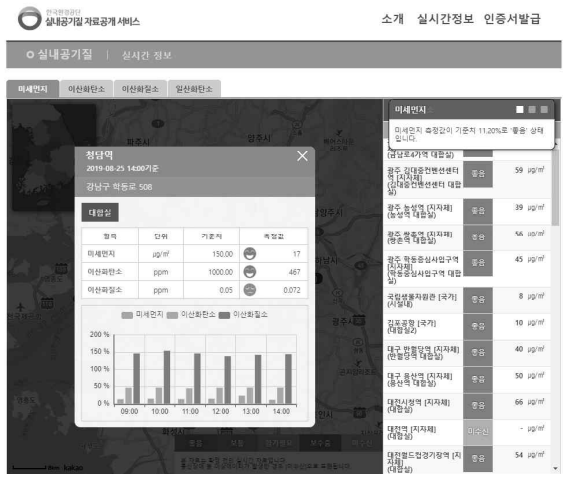 한국환경공단
실내공기질 자료공개 서비스
소개 실시간정보 인증서발급
실내공기질 | 실시간 정보
미세먼지 이산화탄소 이산화질소 일산화탄소
파주시
양주시
청담역
2019-08-25 14:00기준
강남구 학동로 508
대합실
항목 단위 기준치 측정값
미세먼지 μg/㎥ 150.00 17
이산화탄소 ppm 1000.00 467
이산화질소 ppm 0.05 0.072
미세먼지 이산화탄소 이산화질소
200 %
150 %
100 %
50 %
0 %
09:00 10:00 11:00 12:00 13:00 14:00
좋음 보통
kakao
미세먼지
미세먼지 측정값이 기준치 11.20%로 '좋음' 상태
입니다.
(금남로4가역 대합실)
광주 김대중컨벤션센터
역 [지자체]
(김대중컨벤션센터 대합
실)
좋음 59 μg/㎥
광주 농성역 [지자체]
(농성역 대합실)
좋음 39 μg/㎥
광주 쌍촌역 [지자체]
(쌍촌역 대합실)
좋음 56 μg/㎥
광주 학동증심사입구역
[지자체]
(학동증심사입구역 대합
실)
좋음 45 μg/㎥
국립생물자원관 [국가]
(시설내)
좋음 8 μg/㎥
김포공항 [국가]
(대합실2)
좋음 10 μg/㎥
대구 반월당역 [지자체]
(반월당역 대합실)
좋음 40 μg/㎥
대구 용산역 [지자체]
(용산역 대합실)
좋음 50 μg/㎥
대전시청역 [지자체]
(대합실)
좋음 66 μg/㎥
대전역 [지자체]
(대합실)
미수신 - μg/㎥
대전월드컵경기장역 [지
자체]
(대합실)
좋음 54 μg/㎥